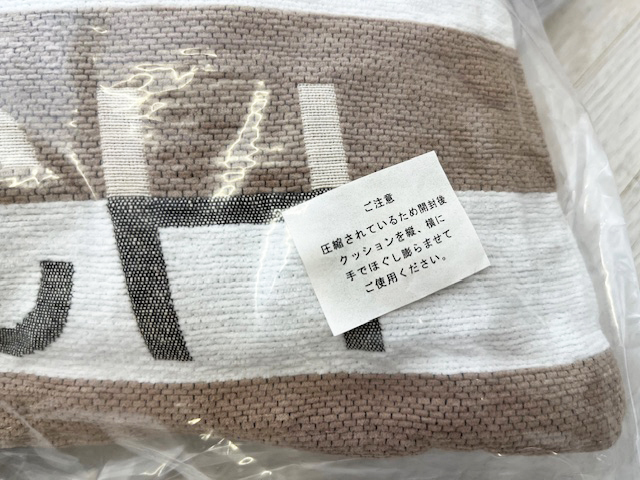 ご注意
圧縮されているため開封後
クッションを縦、横に
手でほぐし膨らませて
ご使用ください。